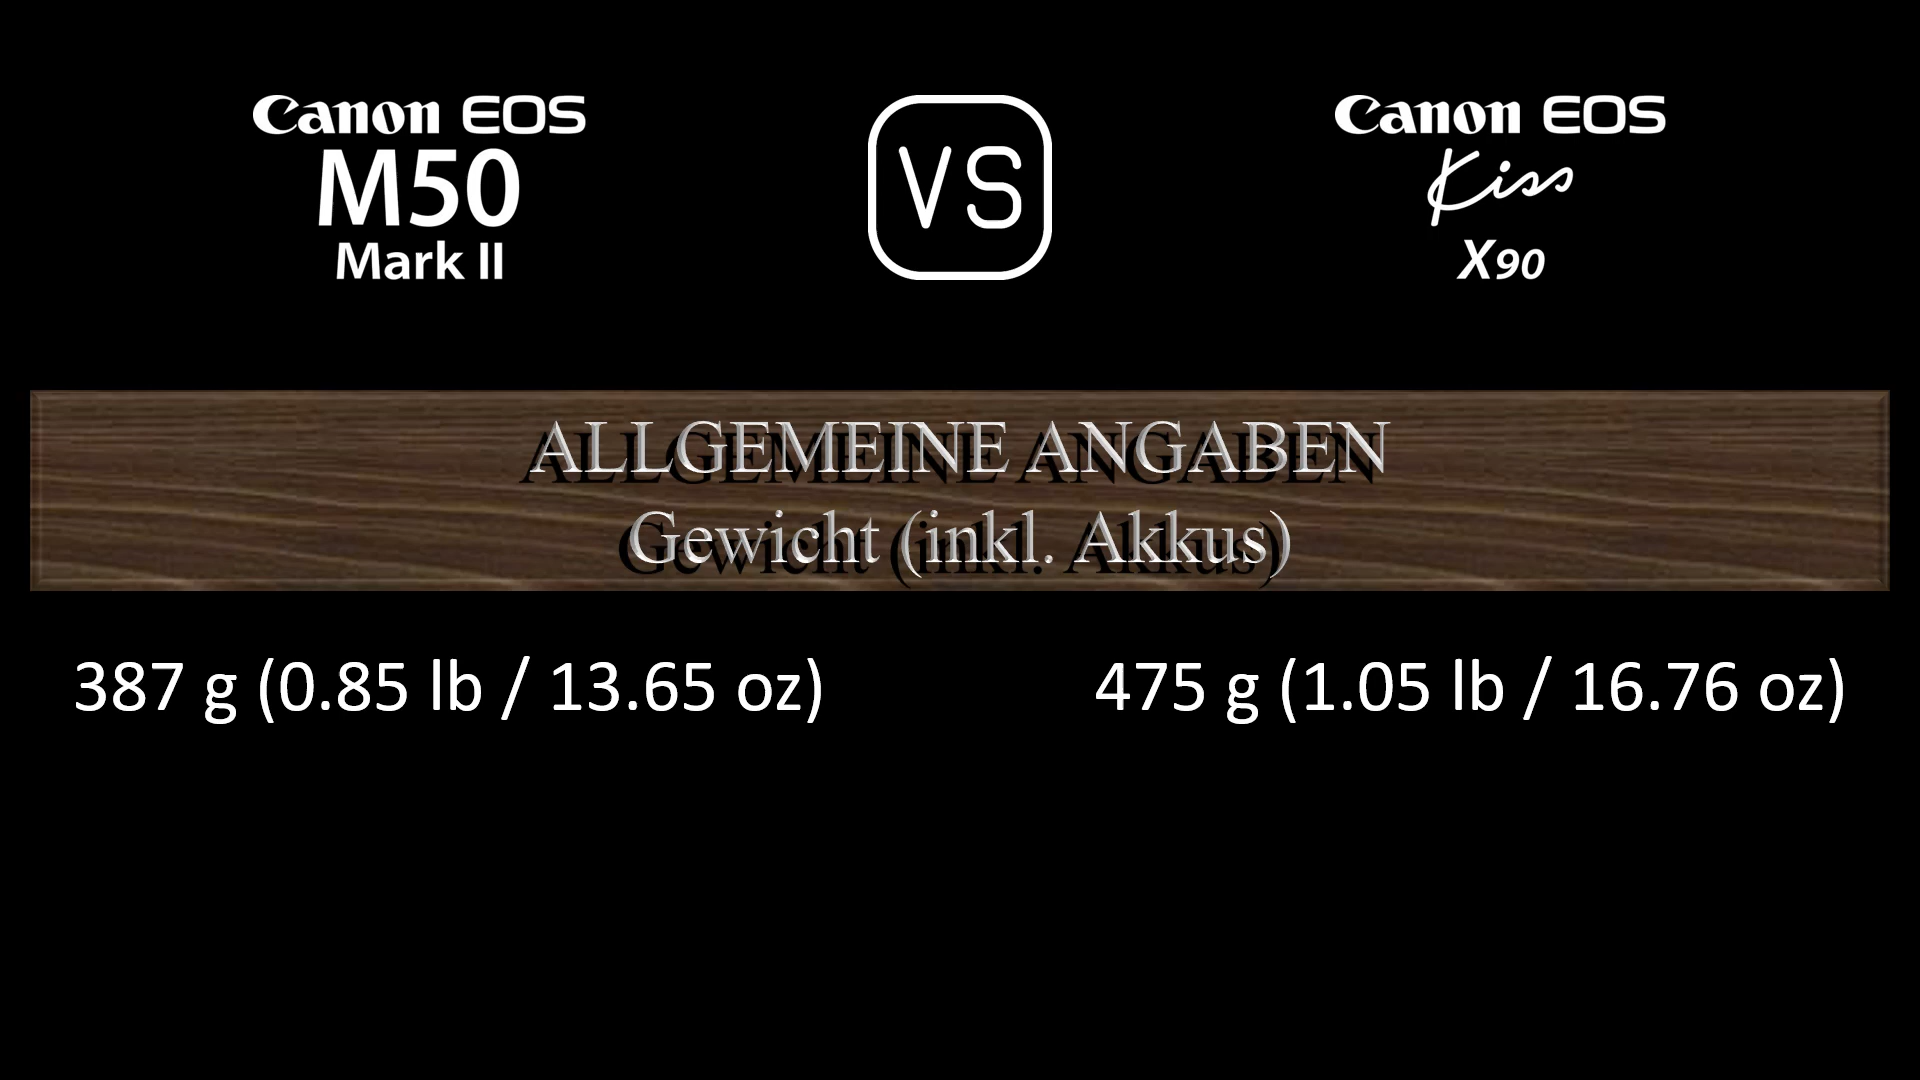 Canon EOS
M50
Mark II
VS
Canon EOS
Kiss
X90
ALLGEMEINE ANGABEN
Gewicht (inkl. Akkus)
387 g (0.85 lb / 13.65 oz)
475 g (1.05 lb / 16.76 oz)